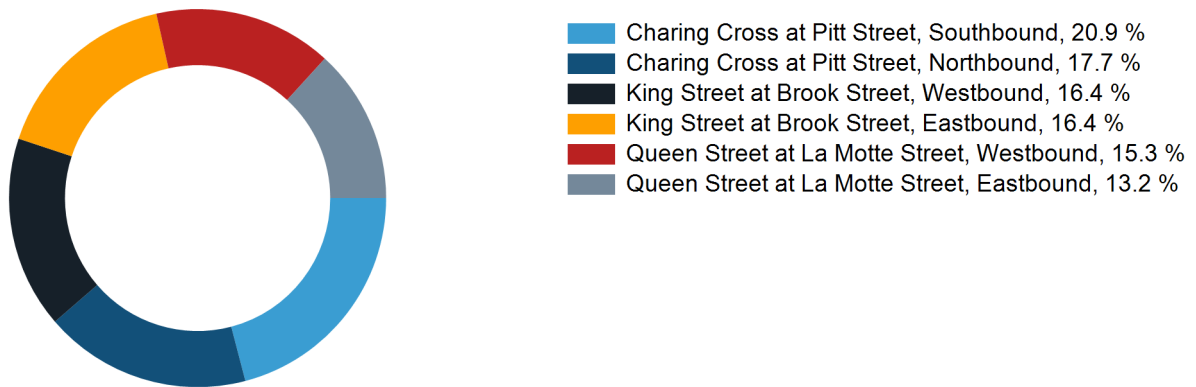 Charing Cross at Pitt Street, Southbound, 20.9 %
Charing Cross at Pitt Street, Northbound, 17.7 %
King Street at Brook Street, Westbound, 16.4 %
King Street at Brook Street, Eastbound, 16.4 %
Queen Street at La Motte Street, Westbound, 15.3 %
Queen Street at La Motte Street, Eastbound, 13.2 %